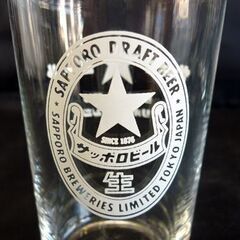 SAPPORO DRAFT BEER
SINCE 1876
サッポロビール
生
SAPPORO BREWERIES LIMITED TOKYO JAPAN